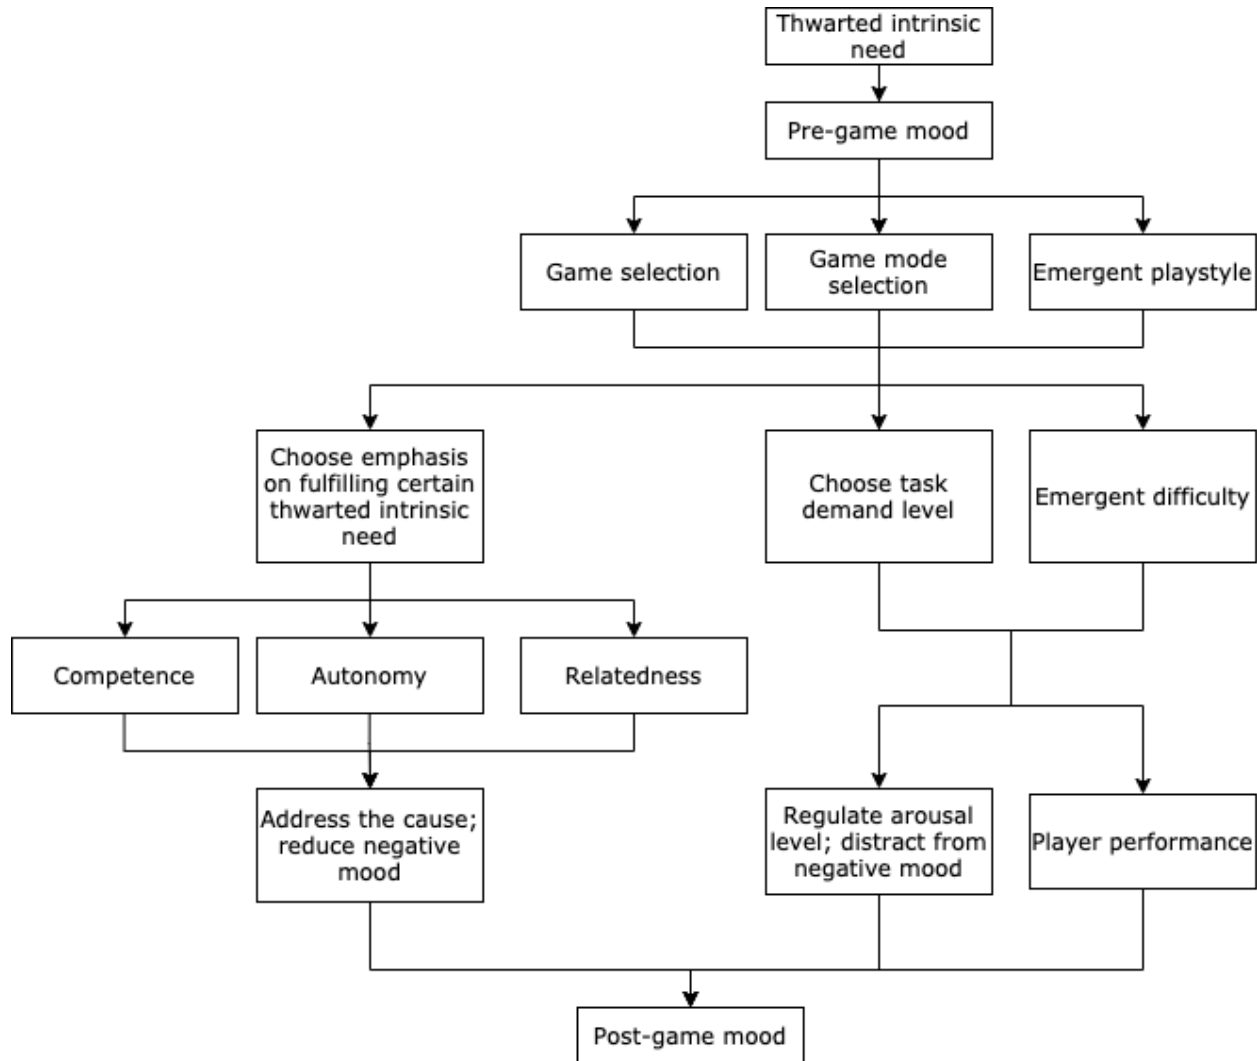 Thwarted intrinsic
need
Pre-game mood
Game selection
Game mode
selection
Emergent playstyle
Choose emphasis
on fulfilling certain
thwarted intrinsic
need
Choose task
demand level
Emergent difficulty
Competence
Autonomy
Relatedness
Address the cause;
reduce negative
mood
Regulate arousal
level; distract from
negative mood
Player performance
Post-game mood